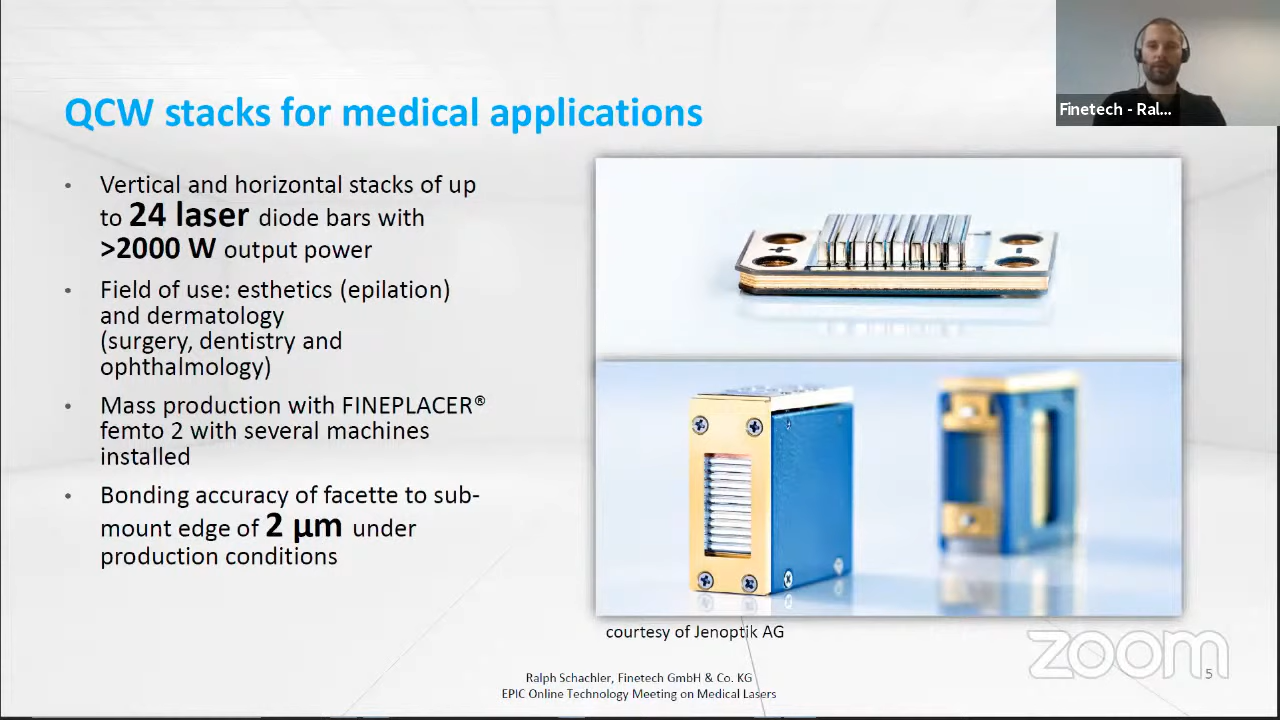 QCW stacks for medical applications
Finetech - Ral...
• Vertical and horizontal stacks of up
to 24 laser diode bars with
>2000 W output power
• Field of use: esthetics (epilation)
and dermatology
(surgery, dentistry and
ophthalmology)
• Mass production with FINEPLACER®
femto 2 with several machines
installed
• Bonding accuracy of facette to sub-
mount edge of 2 µm under
production conditions
courtesy of Jenoptik AG
zoom
Ralph Schachler, Finetech GmbH & Co. KG
EPIC Online Technology Meeting on Medical Lasers
5